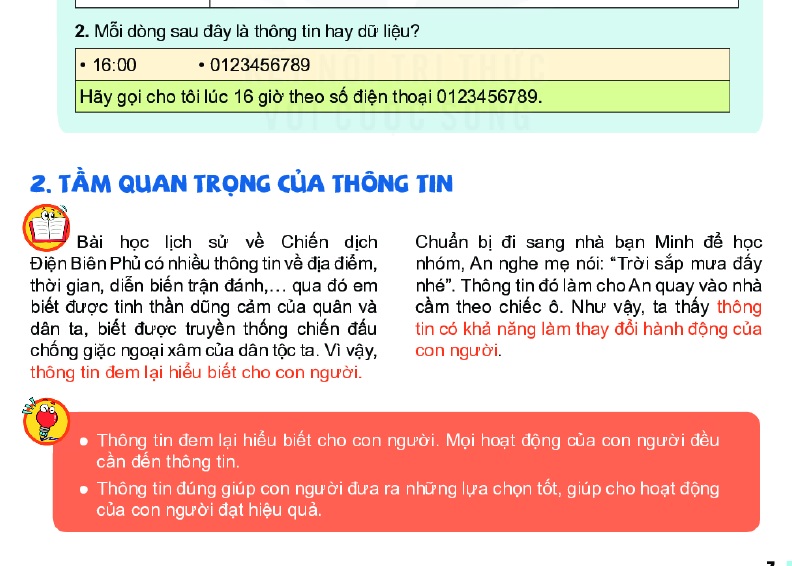 2. Mỗi dòng sau đây là thông tin hay dữ liệu?
• 16:00 • 0123456789
Hãy gọi cho tôi lúc 16 giờ theo số điện thoại 0123456789.
2. TẦM QUAN TRỌNG CỦA THÔNG TIN
Bài học lịch sử về Chiến dịch
Điện Biên Phủ có nhiều thông tin về địa điểm,
thời gian, diễn biến trận đánh,... qua đó em
biết được tinh thần dũng cảm của quân và
dân ta, biết được truyền thống chiến đấu
chống giặc ngoại xâm của dân tộc ta. Vì vậy,
thông tin đem lại hiểu biết cho con người.
Chuẩn bị đi sang nhà bạn Minh để học
nhóm, An nghe mẹ nói: “Trời sắp mưa đấy
nhé”. Thông tin đó làm cho An quay vào nhà
cầm theo chiếc ô. Như vậy, ta thấy thông
tin có khả năng làm thay đổi hành động của
con người.
• Thông tin đem lại hiểu biết cho con người. Mọi hoạt động của con người đều
cần đến thông tin.
• Thông tin đúng giúp con người đưa ra những lựa chọn tốt, giúp cho hoạt động
của con người đạt hiệu quả.